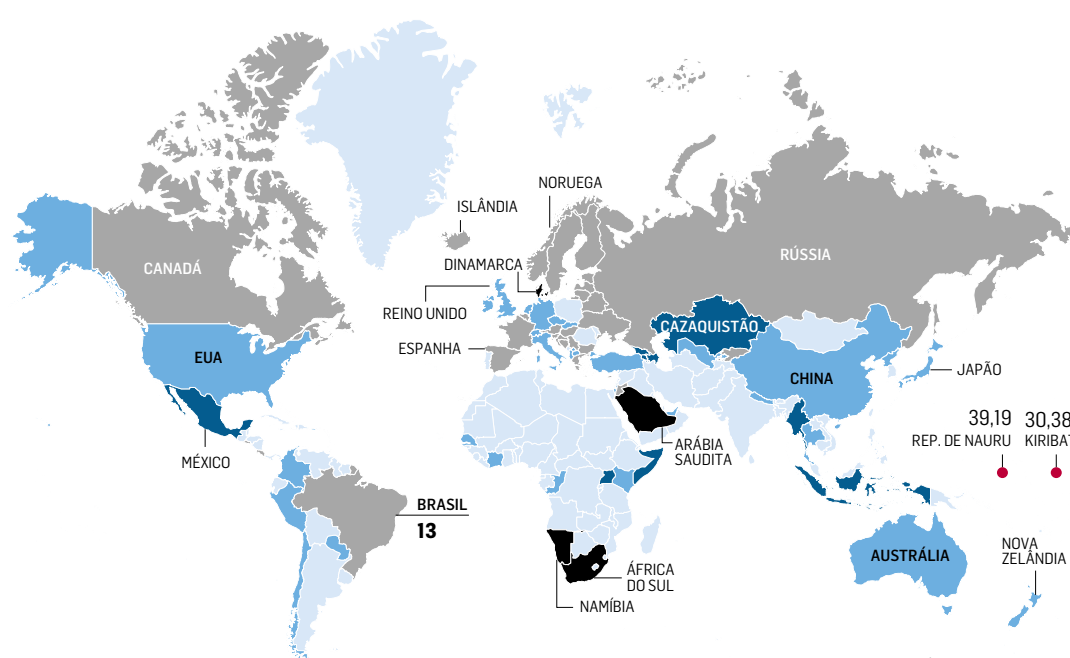 NORUEGA
ISLÂNDIA
CANADÁ
DINAMARCA
RÚSSIA
REINO UNIDO
CAZAQUISTÃO
ESPANHA
EUA
CHINA
JAPÃO
39,19
REP. DE NAURU
30,38
KIRIBAT
ARÁBIA
SAUDITA
MÉXICO
BRASIL
13
AUSTRÁLIA
NOVA
ZELÂNDIA
ÁFRICA
DO SUL
NAMÍBIA